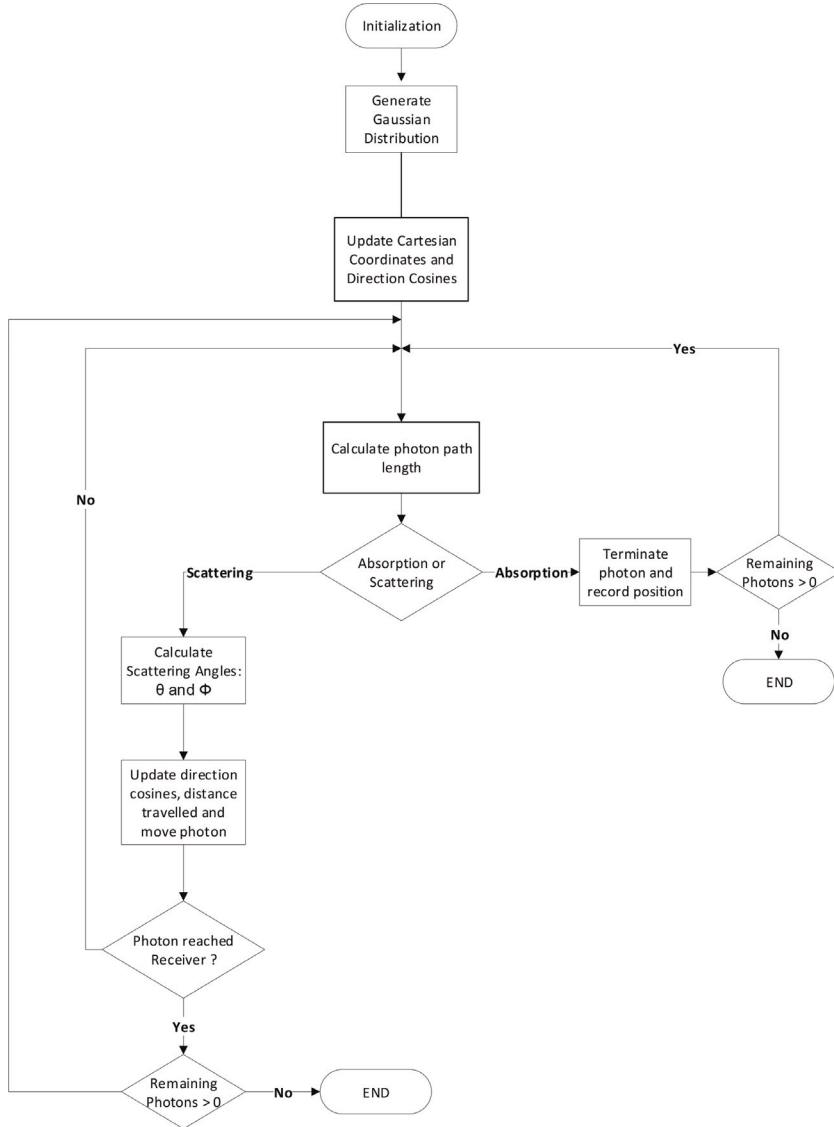 Initialization
Generate
Gaussian
Distribution
Update Cartesian
Coordinates and
Direction Cosines
Yes
Calculate photon path
length
No
Absorption or
Scattering
Scattering
Absorption
Terminate
photon and
record position
Remaining
Photons > 0
No
END
Calculate
Scattering Angles:
θ and Φ
Update direction
cosines, distance
travelled and
move photon
Photon reached
Receiver ?
Yes
Remaining
Photons > 0
No
END